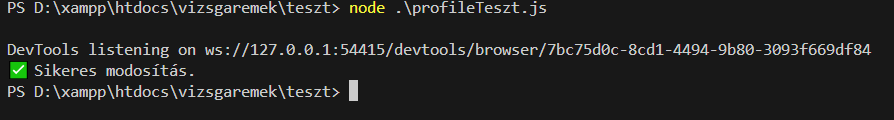 PS D:\xampp\htdocs\vizsgaremek\teszt> node .\profileTeszt.js
DevTools listening on ws://127.0.0.1:54415/devtools/browser/7bc75d0c-8cd1-4494-9b80-3093f669df84
✅ Sikeres modosítás.
PS D:\xampp\htdocs\vizsgaremek\teszt>